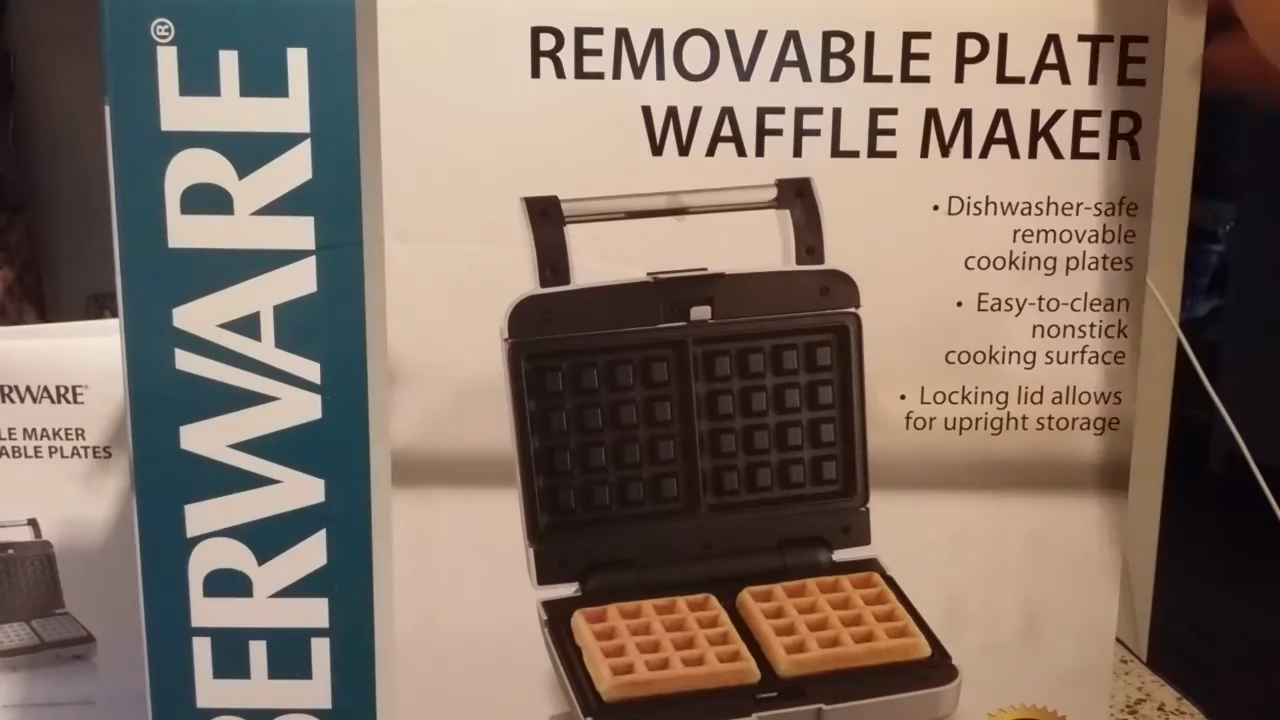 BERWARE®
REMOVABLE PLATE
WAFFLE MAKER
• Dishwasher-safe
removable
cooking plates
• Easy-to-clean
nonstick
cooking surface
• Locking lid allows
for upright storage
RWARE®
LE MAKER
ABLE PLATES